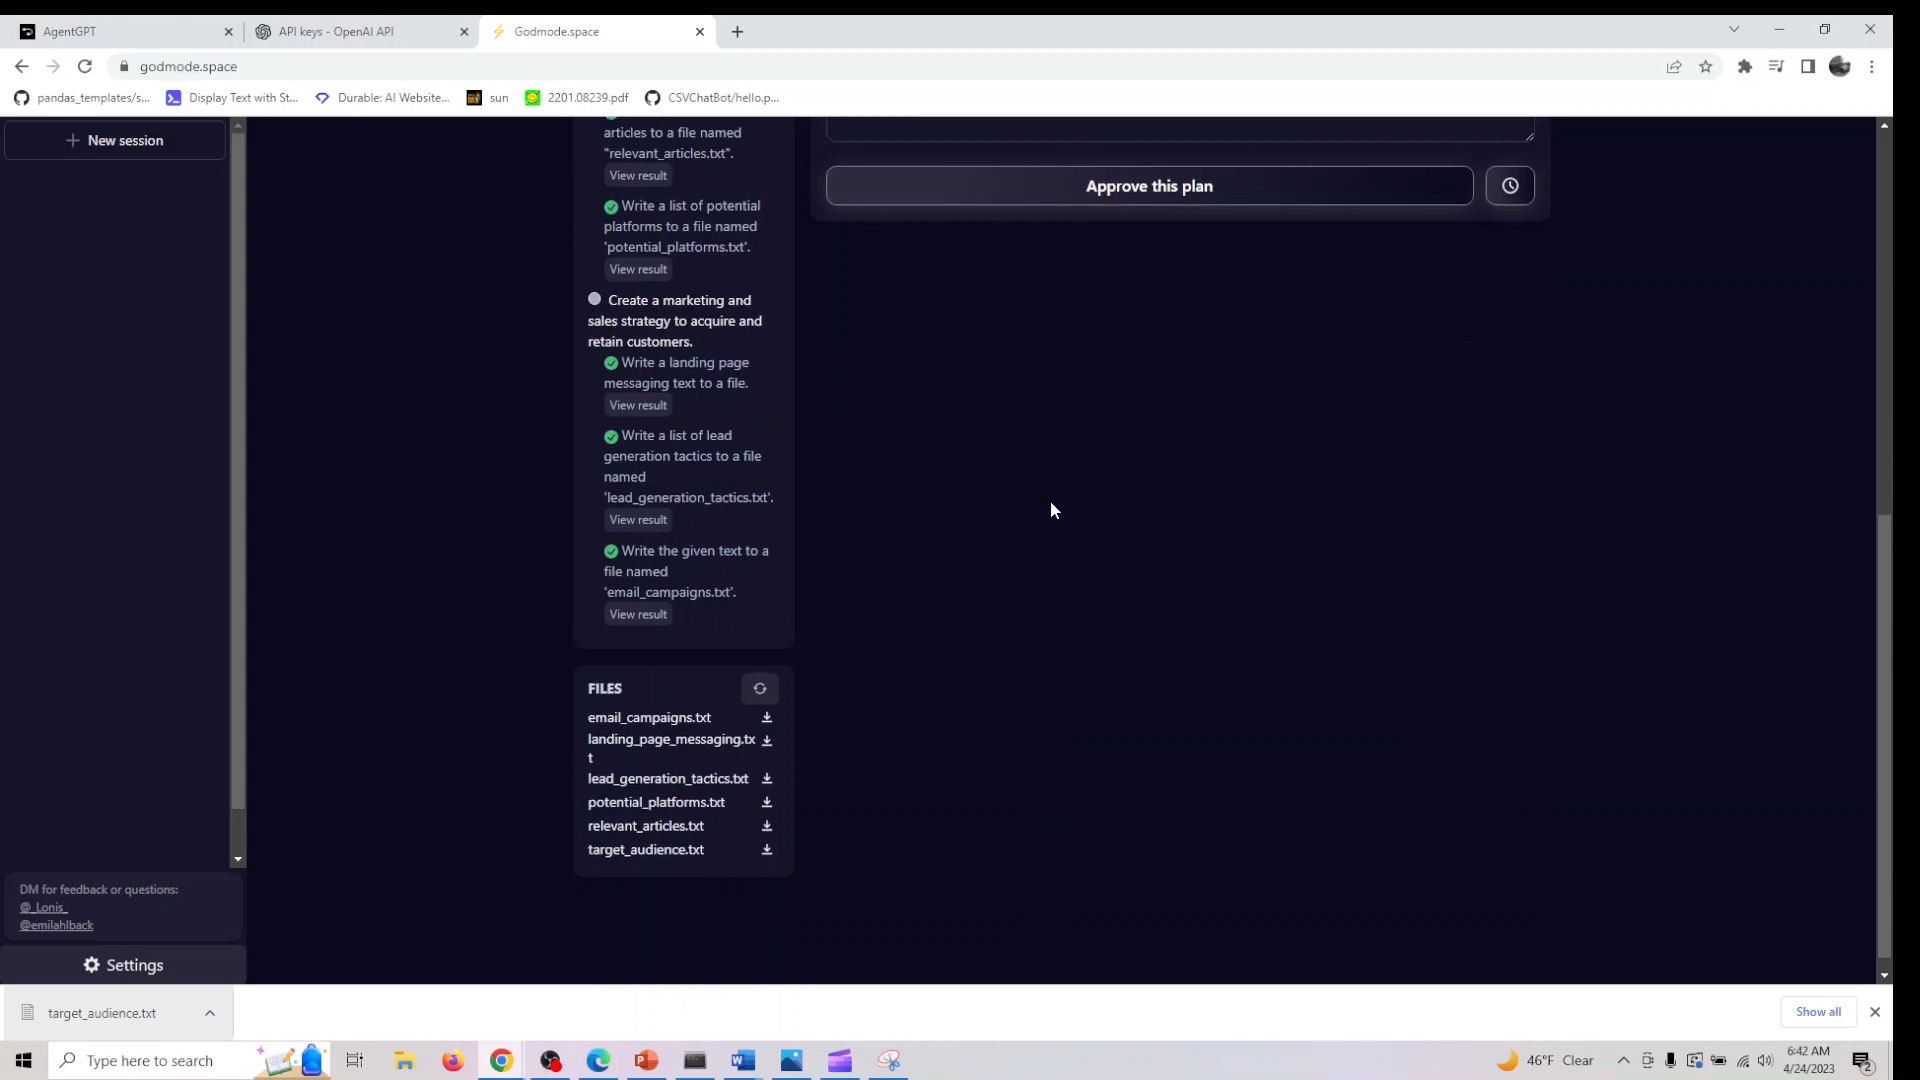 AgentGPT
API keys - OpenAI API
Godmode.space
godmode.space
pandas_templates/s...
Display Text with St...
Durable: AI Website...
sun
2201.08239.pdf
CSVChatBot/hello.p...
New session
articles to a file named
"relevant_articles.txt".
View result
Write a list of potential
platforms to a file named
'potential_platforms.txt'.
View result
Create a marketing and
sales strategy to acquire and
retain customers.
Write a landing page
messaging text to a file.
View result
Write a list of lead
generation tactics to a file
named
'lead_generation_tactics.txt'.
View result
Write the given text to a
file named
'email_campaigns.txt'.
View result
FILES
email_campaigns.txt
landing_page_messaging.tx
t
lead_generation_tactics.txt
potential_platforms.txt
relevant_articles.txt
target_audience.txt
Approve this plan
DM for feedback or questions:
@_Lonis_
@emilahlback
Settings
target_audience.txt
Show all
Type here to search
46°F Clear
6:42 AM
4/24/2023
2